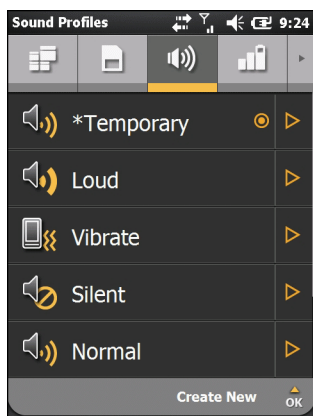 Sound Profiles 9:24
*Temporary
Loud
Vibrate
Silent
Normal
Create New OK